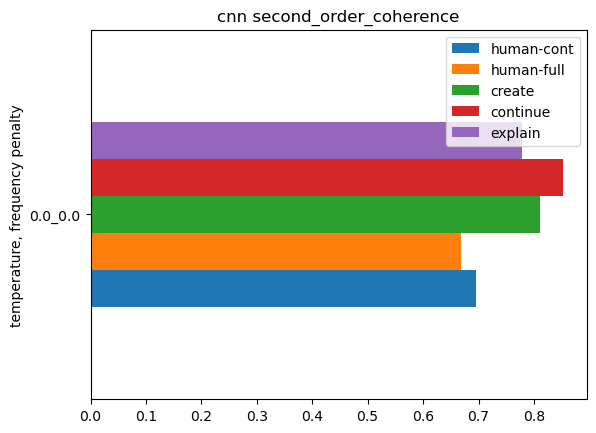 cnn second_order_coherence
human-cont
human-full
create
continue
explain
temperature, frequency penalty
0.0_0.0
0.0 0.1 0.2 0.3 0.4 0.5 0.6 0.7 0.8